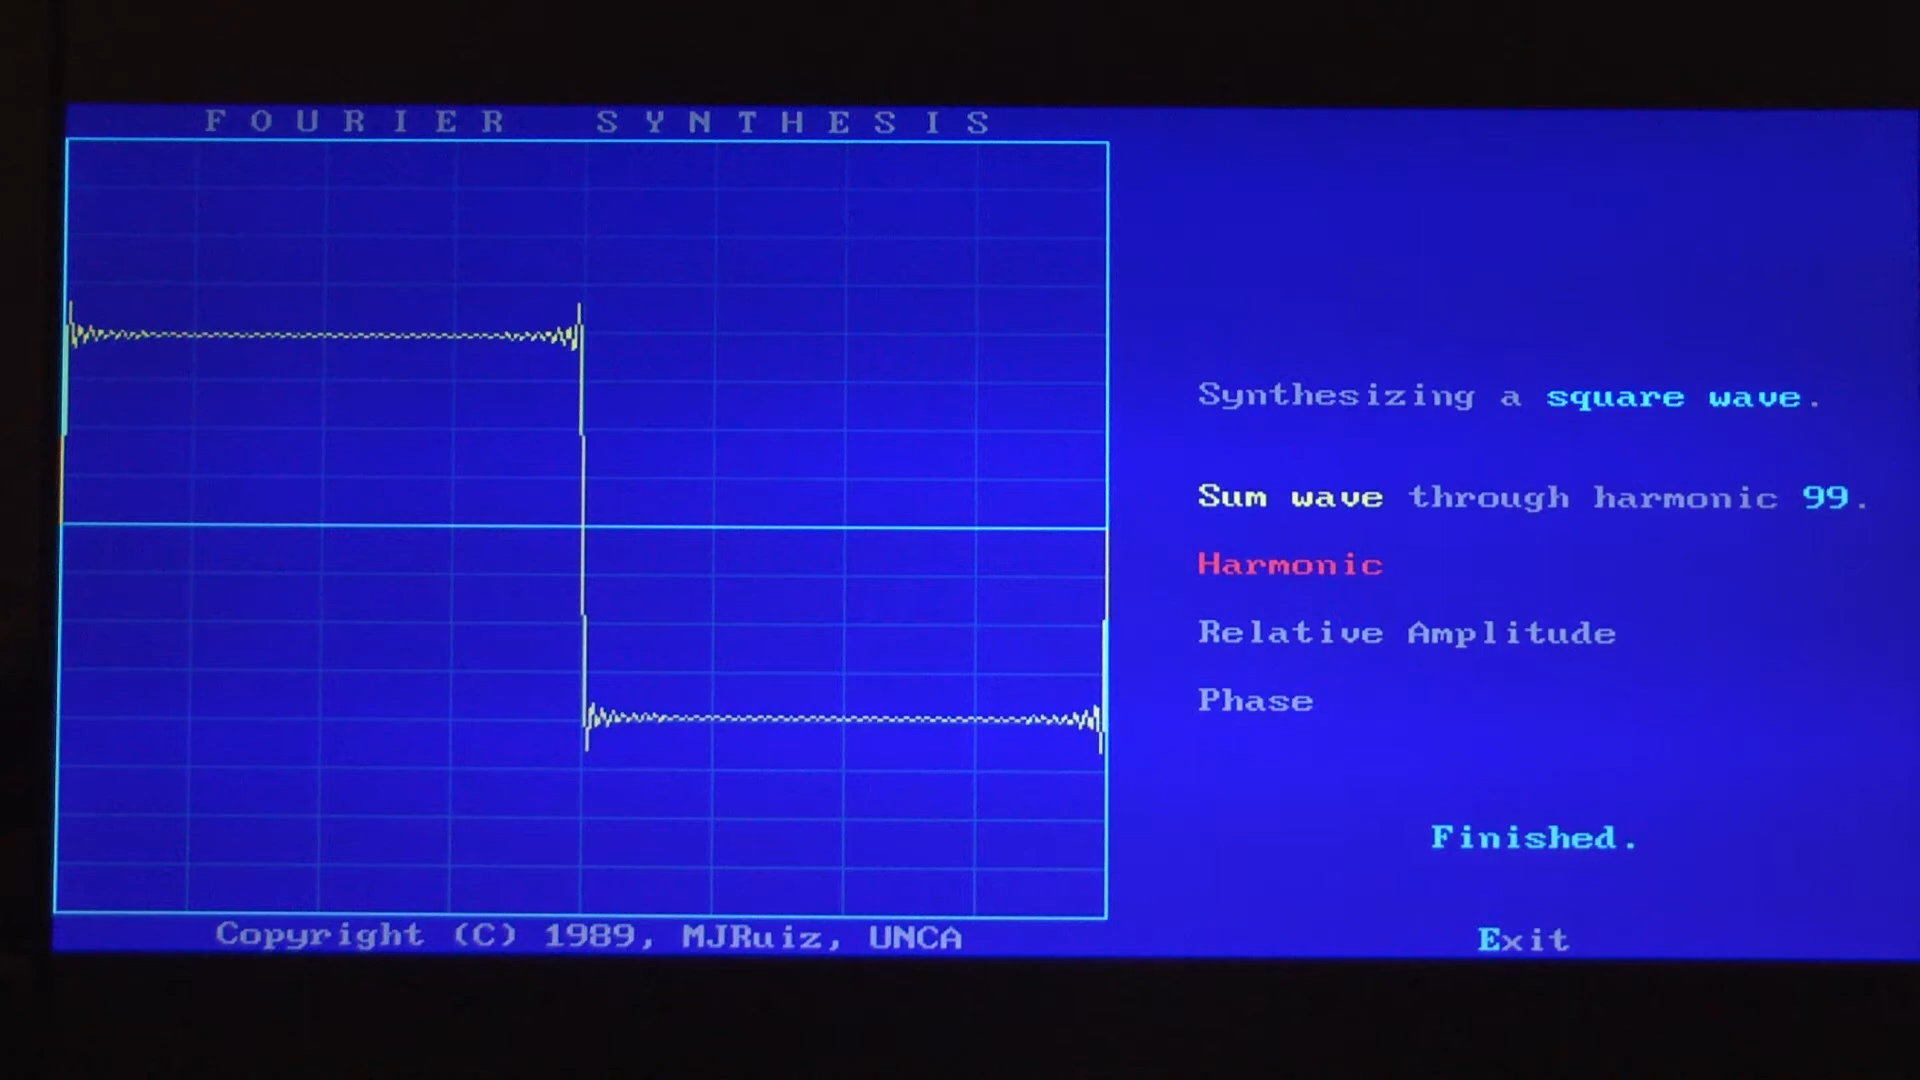 FOURIER SYNTHESIS
Synthesizing a square wave.
Sum wave through harmonic 99.
Harmonic
Relative Amplitude
Phase
Finished.
Exit
Copyright (C) 1989, MJRuiz, UNCA